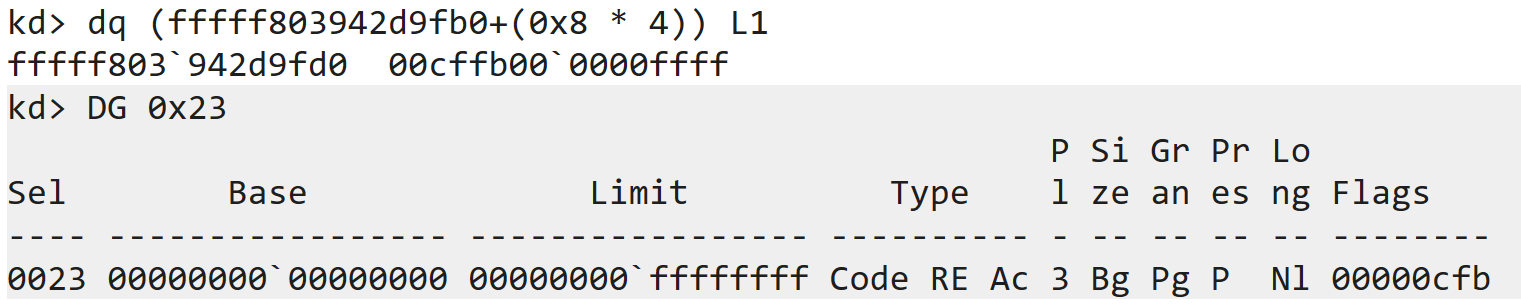 kd> dq (fffff803942d9fb0+(0x8 * 4)) L1
fffff803`942d9fd0  00cffb00`0000ffff
kd> DG 0x23
                                                    P Si Gr Pr Lo
Sel        Base              Limit          Type    l ze an es ng Flags
---- ----------------- ----------------- ---------- - -- -- -- -- --------
0023 00000000`00000000 00000000`ffffffff Code RE Ac 3 Bg Pg P  Nl 00000cfb